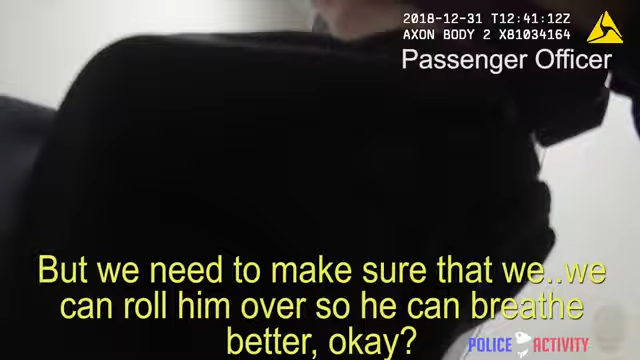 2018-12-31 T12:41:12Z
AXON BODY 2 X81034164
Passenger Officer
But we need to make sure that we..we
can roll him over so he can breathe
better, okay?
POLICE ACTIVITY